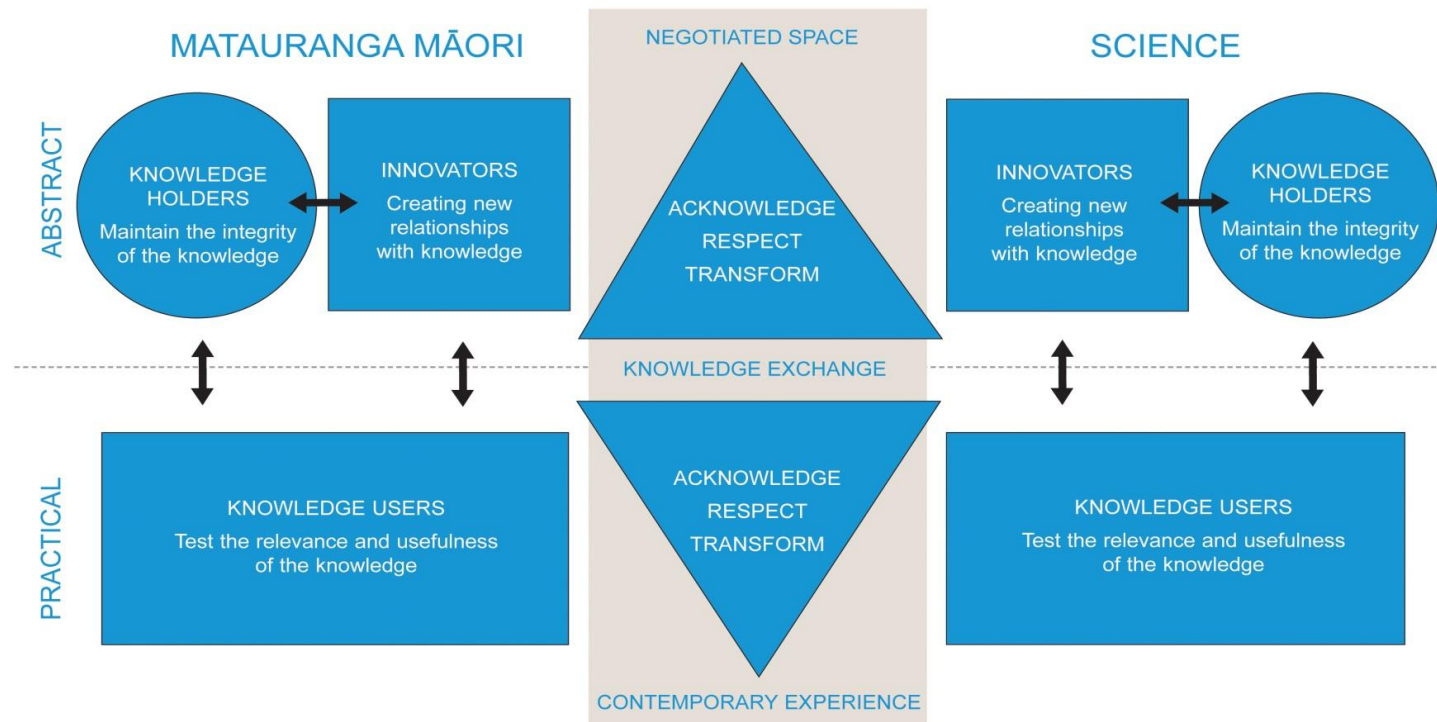 MATAURANGA MĀORI
NEGOTIATED SPACE
SCIENCE
ABSTRACT
KNOWLEDGE
HOLDERS
Maintain the integrity
of the knowledge
INNOVATORS
Creating new
relationships
with knowledge
ACKNOWLEDGE
RESPECT
TRANSFORM
INNOVATORS
Creating new
relationships
with knowledge
KNOWLEDGE
HOLDERS
Maintain the integrity
of the knowledge
KNOWLEDGE EXCHANGE
PRACTICAL
KNOWLEDGE USERS
Test the relevance and usefulness
of the knowledge
ACKNOWLEDGE
RESPECT
TRANSFORM
KNOWLEDGE USERS
Test the relevance and usefulness
of the knowledge
CONTEMPORARY EXPERIENCE